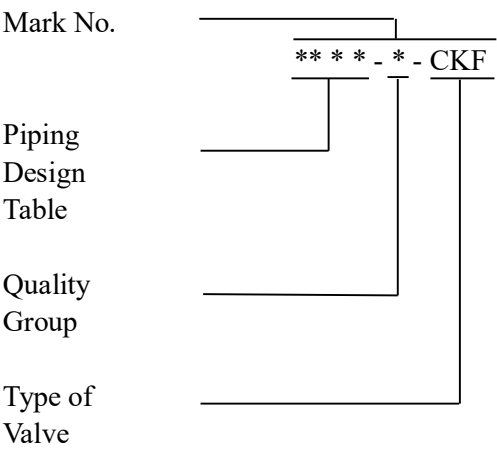 Mark No.
** * * - * - CKF
Piping
Design
Table
Quality
Group
Type of
Valve